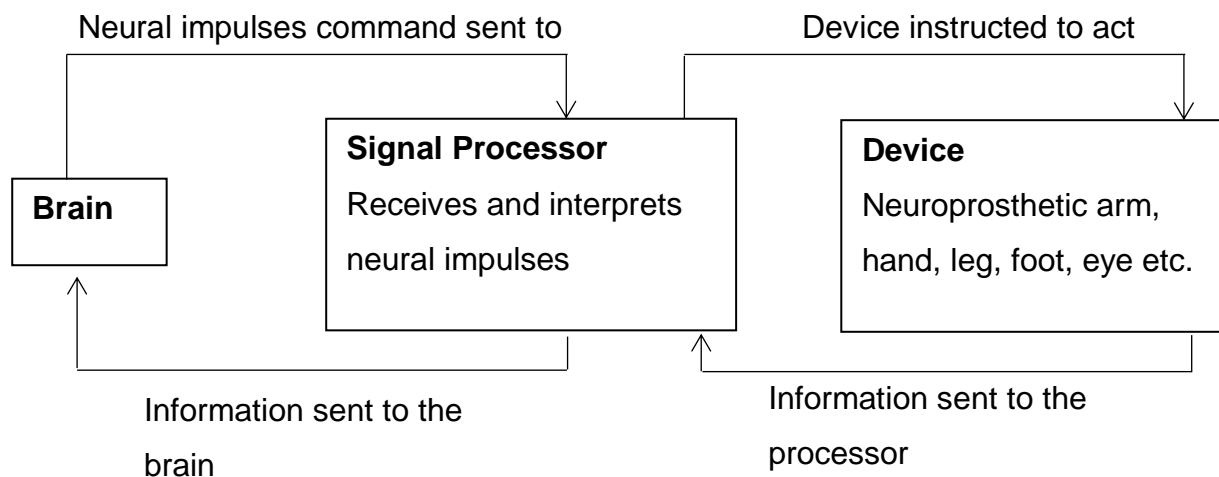 Neural impulses command sent to
Device instructed to act
Brain
Signal Processor
Receives and interprets
neural impulses
Device
Neuroprosthetic arm,
hand, leg, foot, eye etc.
Information sent to the
brain
Information sent to the
processor